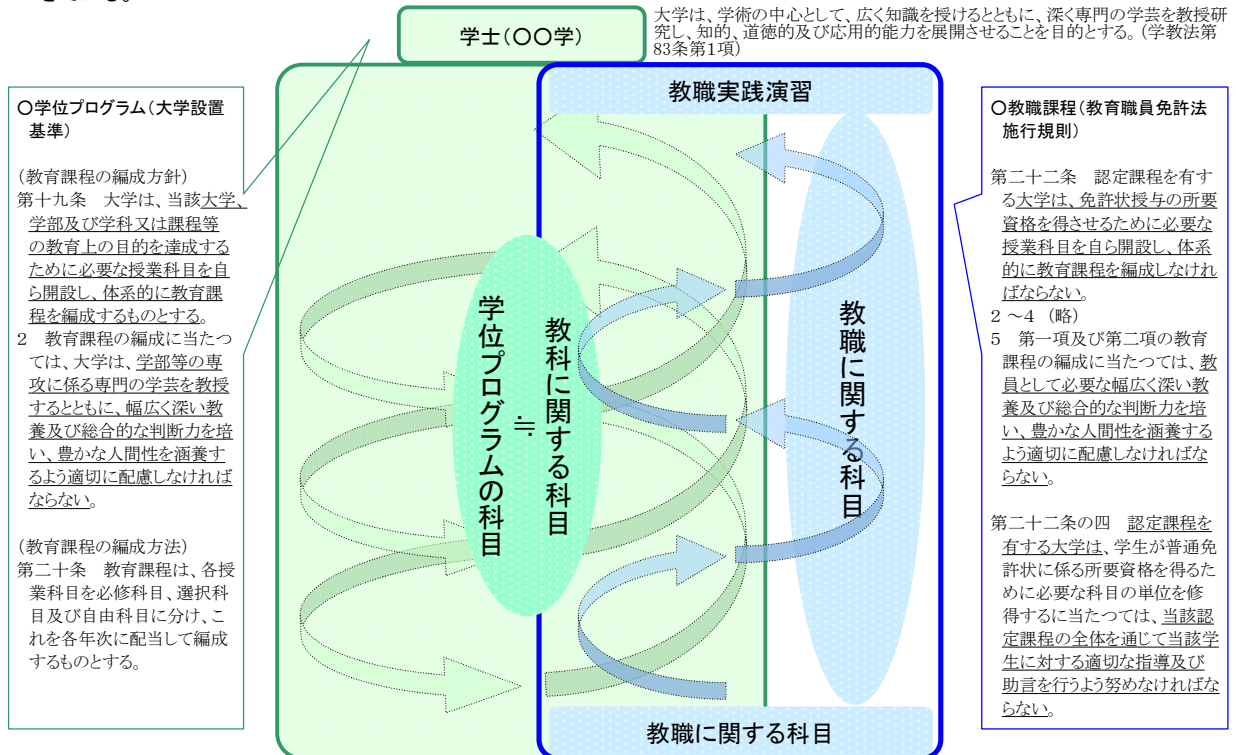 学士(〇〇学)
大学は、学術の中心として、広く知識を授けるとともに、深く専門の学芸を教授研
究し、知的、道徳的及び応用的能力を展開させることを目的とする。(学教法第
83条第1項)
〇学位プログラム(大学設置
基準)
(教育課程の編成方針)
第十九条 大学は、当該大学、
学部及び学科又は課程等
の教育上の目的を達成する
ために必要な授業科目を自
ら開設し、体系的に教育課
程を編成するものとする。
2 教育課程の編成に当たつ
ては、大学は、学部等の専
攻に係る専門の学芸を教授
するとともに、幅広く深い教
養及び総合的な判断力を培
い、豊かな人間性を涵養す
るよう適切に配慮しなければ
ならない。
(教育課程の編成方法)
第二十条 教育課程は、各授
業科目を必修科目、選択科
目及び自由科目に分け、こ
れを各年次に配当して編成
するものとする。
教職実践演習
学位プログラムの科目
≒
教科に関する科目
教職に関する科目
教職に関する科目
〇教職課程(教育職員免許法
施行規則)
第二十二条 認定課程を有す
る大学は、免許状授与の所要
資格を得させるために必要な
授業科目を自ら開設し、体系
的に教育課程を編成しなけれ
ばならない。
2 ~4 (略)
5 第一項及び第二項の教育
課程の編成に当たつては、教
員として必要な幅広く深い教
養及び総合的な判断力を培
い、豊かな人間性を涵養する
よう適切に配慮しなければな
らない。
第二十二条の四 認定課程を
有する大学は、学生が普通免
許状に係る所要資格を得るた
めに必要な科目の単位を修
得するに当たつては、当該認
定課程の全体を通じて当該学
生に対する適切な指導及び
助言を行うよう努めなければな
らない。